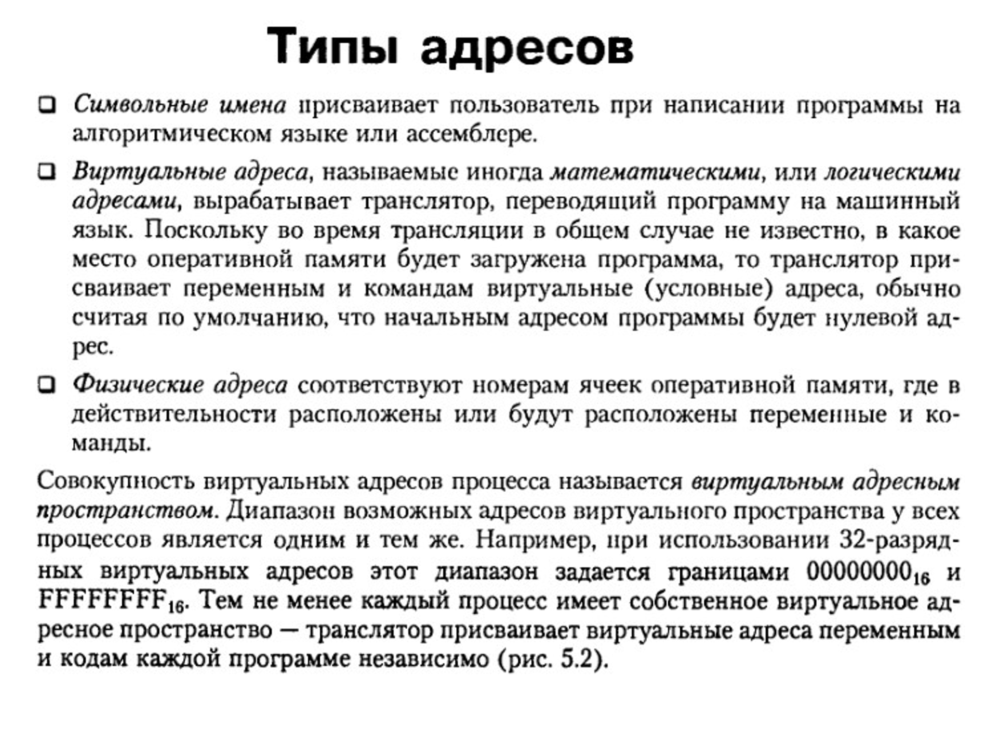 Типы адресов
❑ Символьные имена присваивает пользователь при написании программы на
алгоритмическом языке или ассемблере.
❑ Виртуальные адреса, называемые иногда математическими, или логическими
адресами, вырабатывает транслятор, переводящий программу на машинный
язык. Поскольку во время трансляции в общем случае не известно, в какое
место оперативной памяти будет загружена программа, то транслятор при-
сваивает переменным и командам виртуальные (условные) адреса, обычно
считая по умолчанию, что начальным адресом программы будет нулевой ад-
рес.
❑ Физические адреса соответствуют номерам ячеек оперативной памяти, где в
действительности расположены или будут расположены переменные и ко-
манды.
Совокупность виртуальных адресов процесса называется виртуальным адресным
пространством. Диапазон возможных адресов виртуального пространства у всех
процессов является одним и тем же. Например, при использовании 32-разряд-
ных виртуальных адресов этот диапазон задается границами 00000000₁₆ и
FFFFFFFF₁₆. Тем не менее каждый процесс имеет собственное виртуальное ад-
ресное пространство — транслятор присваивает виртуальные адреса переменным
и кодам каждой программе независимо (рис. 5.2).